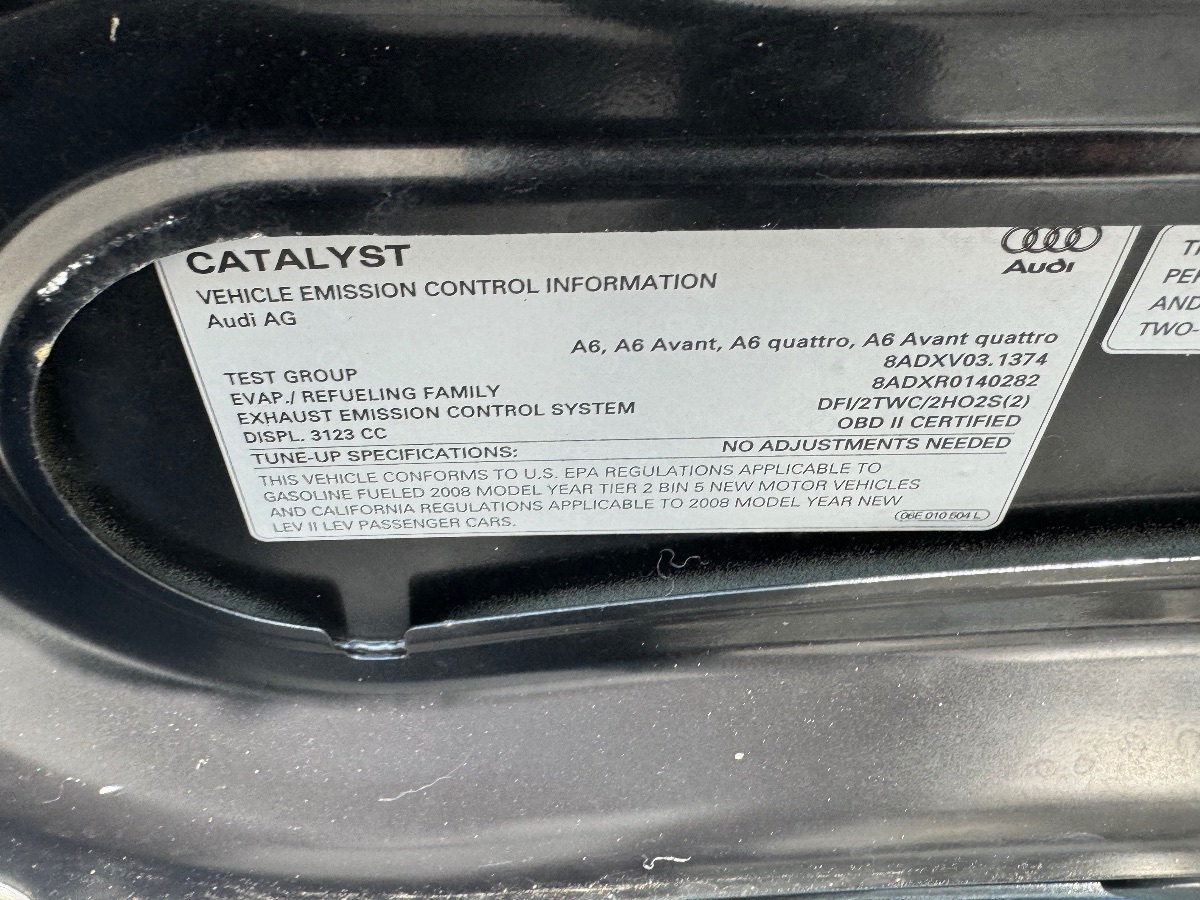 CATALYST
Audi
VEHICLE EMISSION CONTROL INFORMATION
Audi AG
A6, A6 Avant, A6 quattro, A6 Avant quattro
TEST GROUP 8ADXV03.1374
EVAP./ REFUELING FAMILY 8ADXR0140282
EXHAUST EMISSION CONTROL SYSTEM DFI/2TWC/2HO2S(2)
DISPL. 3123 CC OBD II CERTIFIED
TUNE-UP SPECIFICATIONS: NO ADJUSTMENTS NEEDED
THIS VEHICLE CONFORMS TO U.S. EPA REGULATIONS APPLICABLE TO
GASOLINE FUELED 2008 MODEL YEAR TIER 2 BIN 5 NEW MOTOR VEHICLES
AND CALIFORNIA REGULATIONS APPLICABLE TO 2008 MODEL YEAR NEW
LEV II LEV PASSENGER CARS.
06E 010 504 L
AND
TWO-